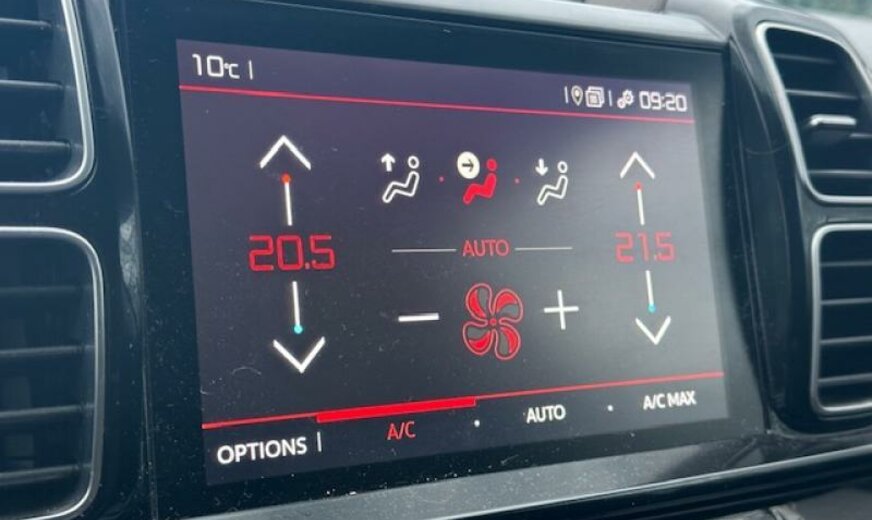 10°C
09:20
20.5
21.5
AUTO
OPTIONS A/C AUTO A/C MAX